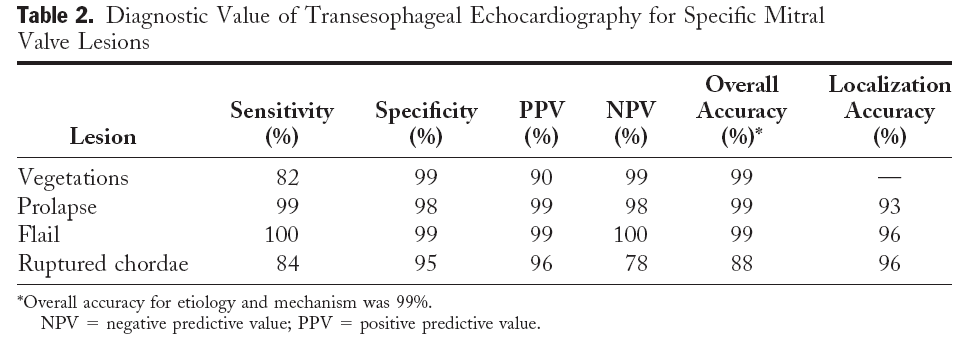 Table 2. Diagnostic Value of Transesophageal Echocardiography for Specific Mitral
Valve Lesions
Lesion Sensitivity (%) Specificity (%) PPV (%) NPV (%) Overall Accuracy (%)* Localization Accuracy (%)
Vegetations 82 99 90 99 99 —
Prolapse 99 98 99 98 99 93
Flail 100 99 99 100 99 96
Ruptured chordae 84 95 96 78 88 96
*Overall accuracy for etiology and mechanism was 99%.
NPV = negative predictive value; PPV = positive predictive value.